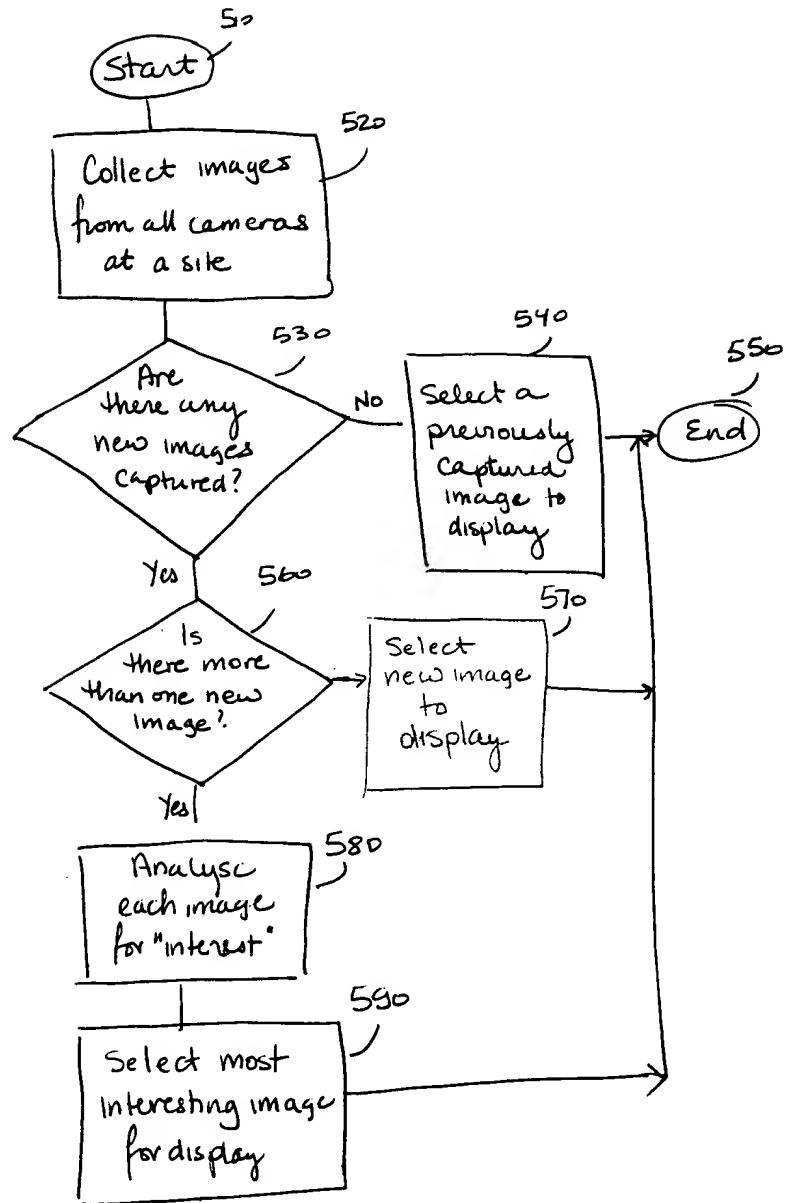 510
Start
520
Collect images
from all cameras
at a site
530
Are
there any
new images
captured?
No
540
Select a
previously
captured
image to
display
550
End
Yes
560
Is
there more
than one new
image?
570
Select
new image
to
display
Yes
580
Analyse
each image
for "interest"
590
Select most
interesting image
for display